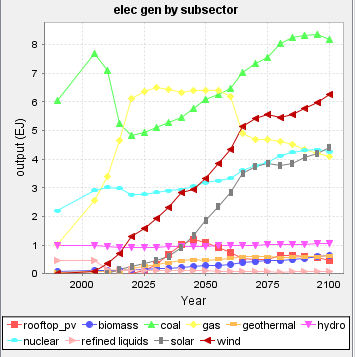 elec gen by subsector
output (EJ)
8
7
6
5
4
3
2
1
0
2000 2025 2050 2075 2100
Year
rooftop_pv biomass coal gas geothermal hydro
nuclear refined liquids solar wind